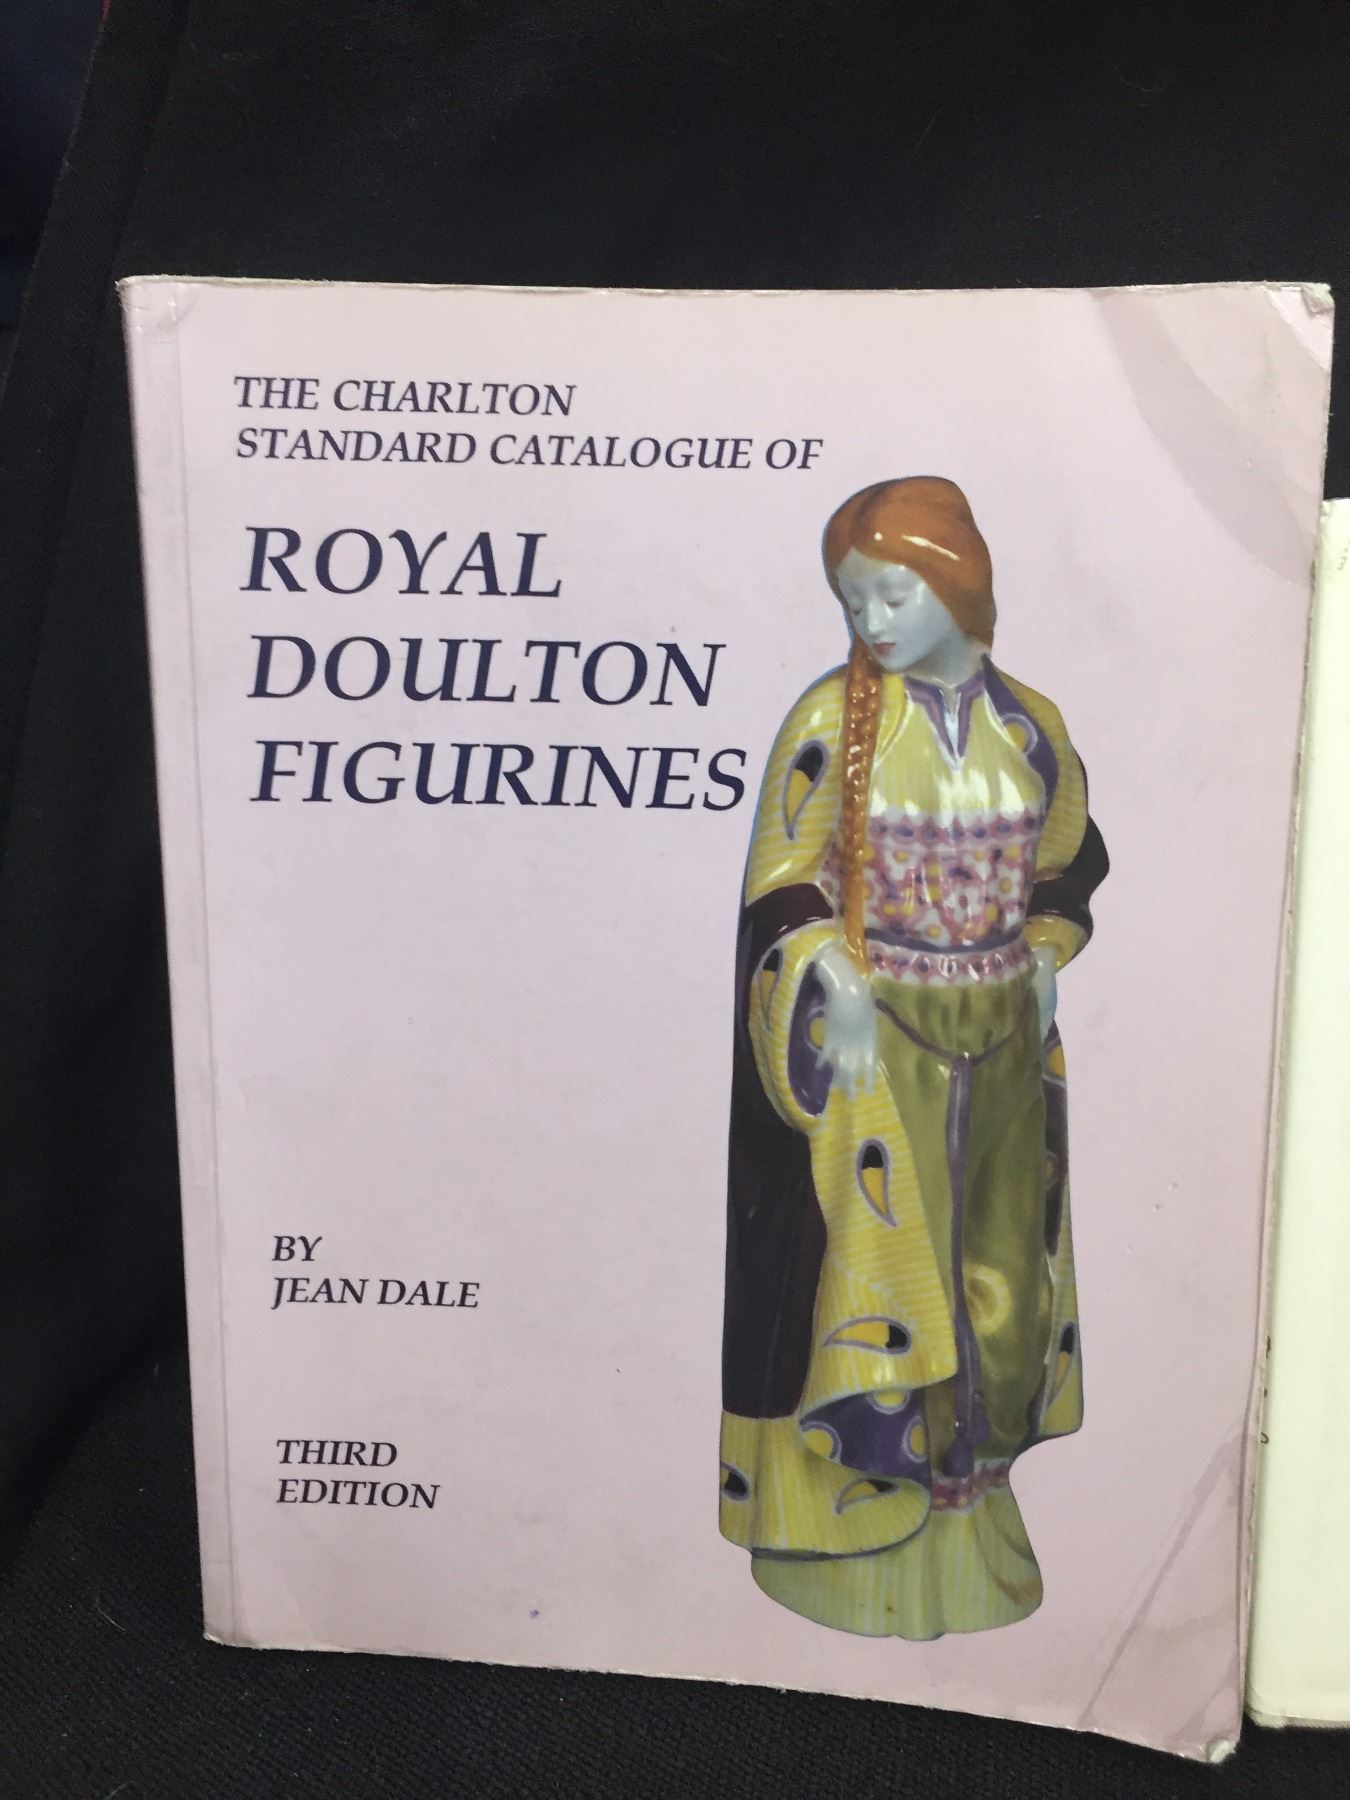 THE CHARLTON
STANDARD CATALOGUE OF
ROYAL
DOULTON
FIGURINES
BY
JEAN DALE
THIRD
EDITION